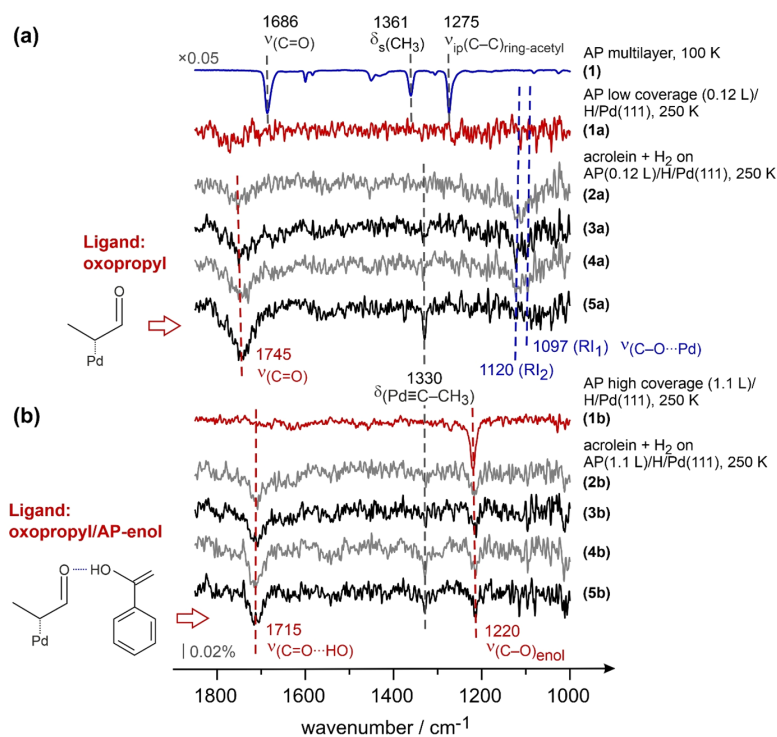 (a)
1686
ν(C=O)
1361
δs(CH3)
1275
νip(C–C)ring-acetyl
×0.05
AP multilayer, 100 K
(1)
AP low coverage (0.12 L)/
H/Pd(111), 250 K
(1a)
acrolein + H2 on
AP(0.12 L)/H/Pd(111), 250 K
(2a)
(3a)
(4a)
(5a)
Ligand:
oxopropyl
O
Pd
1745
ν(C=O)
1097 (RI1) ν(C–O···Pd)
1120 (RI2)
1330
δ(Pd≡C–CH3)
AP high coverage (1.1 L)/
H/Pd(111), 250 K
(b)
(1b)
acrolein + H2 on
AP(1.1 L)/H/Pd(111), 250 K
(2b)
(3b)
(4b)
(5b)
Ligand:
oxopropyl/AP-enol
O HO
Pd
1715
ν(C=O···HO)
1220
ν(C–O)enol
0.02%
1800 1600 1400 1200 1000
wavenumber / cm-1